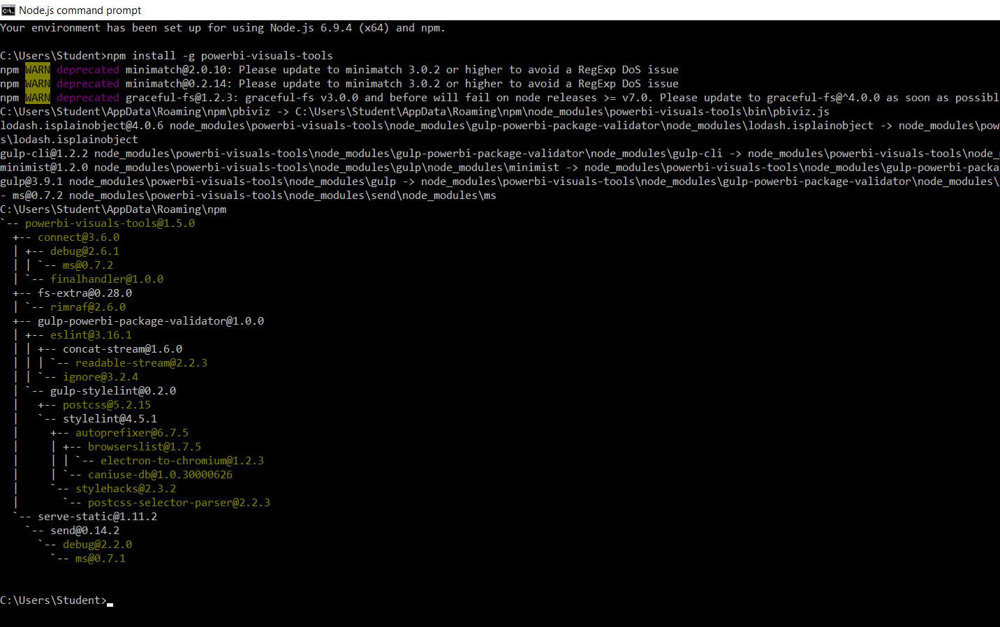 Node.js command prompt
Your environment has been set up for using Node.js 6.9.4 (x64) and npm.
C:\Users\Student>npm install -g powerbi-visuals-tools
npm WARN deprecated minimatch@2.0.10: Please update to minimatch 3.0.2 or higher to avoid a RegExp DoS issue
npm WARN deprecated minimatch@0.2.14: Please update to minimatch 3.0.2 or higher to avoid a RegExp DoS issue
npm WARN deprecated graceful-fs@1.2.3: graceful-fs v3.0.0 and before will fail on node releases >= v7.0. Please update to graceful-fs@^4.0.0 as soon as possibl
C:\Users\Student\AppData\Roaming\npm\pbiviz -> C:\Users\Student\AppData\Roaming\npm\node_modules\powerbi-visuals-tools\bin\pbiviz.js
lodash.isplainobject@4.0.6 node_modules\powerbi-visuals-tools\node_modules\gulp-powerbi-package-validator\node_modules\lodash.isplainobject -> node_modules\pow
s\lodash.isplainobject
gulp-cli@1.2.2 node_modules\powerbi-visuals-tools\node_modules\gulp-powerbi-package-validator\node_modules\gulp-cli -> node_modules\powerbi-visuals-tools\node_
minimist@1.2.0 node_modules\powerbi-visuals-tools\node_modules\gulp\node_modules\minimist -> node_modules\powerbi-visuals-tools\node_modules\gulp-powerbi-packa
gulp@3.9.1 node_modules\powerbi-visuals-tools\node_modules\gulp -> node_modules\powerbi-visuals-tools\node_modules\gulp-powerbi-package-validator\node_modules\
- ms@0.7.2 node_modules\powerbi-visuals-tools\node_modules\send\node_modules\ms
C:\Users\Student\AppData\Roaming\npm
`-- powerbi-visuals-tools@1.5.0
  +-- connect@3.6.0
  | +-- debug@2.6.1
  | | `-- ms@0.7.2
  | `-- finalhandler@1.0.0
  +-- fs-extra@0.28.0
  | `-- rimraf@2.6.0
  +-- gulp-powerbi-package-validator@1.0.0
  | +-- eslint@3.16.1
  | | +-- concat-stream@1.6.0
  | | | `-- readable-stream@2.2.3
  | | `-- ignore@3.2.4
  | `-- gulp-stylelint@0.2.0
  |   +-- postcss@5.2.15
  |   `-- stylelint@4.5.1
  |     +-- autoprefixer@6.7.5
  |     | +-- browserslist@1.7.5
  |     | | `-- electron-to-chromium@1.2.3
  |     | `-- caniuse-db@1.0.30000626
  |     `-- stylehacks@2.3.2
  |       `-- postcss-selector-parser@2.2.3
  `-- serve-static@1.11.2
    `-- send@0.14.2
      `-- debug@2.2.0
        `-- ms@0.7.1
C:\Users\Student>